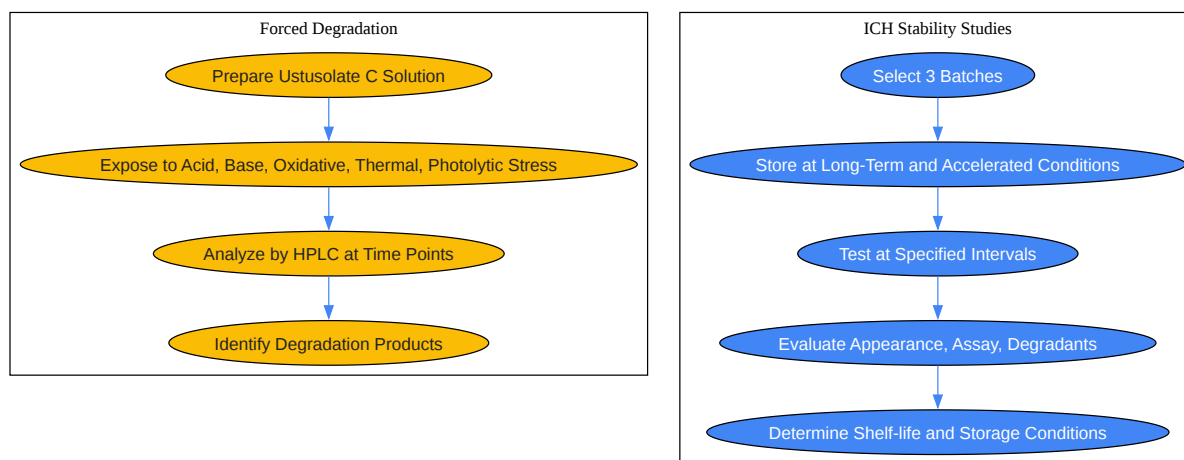 Forced Degradation
Prepare Ustusolate C Solution
Expose to Acid, Base, Oxidative, Thermal, Photolytic Stress
Analyze by HPLC at Time Points
Identify Degradation Products
ICH Stability Studies
Select 3 Batches
Store at Long-Term and Accelerated Conditions
Test at Specified Intervals
Evaluate Appearance, Assay, Degradants
Determine Shelf-life and Storage Conditions